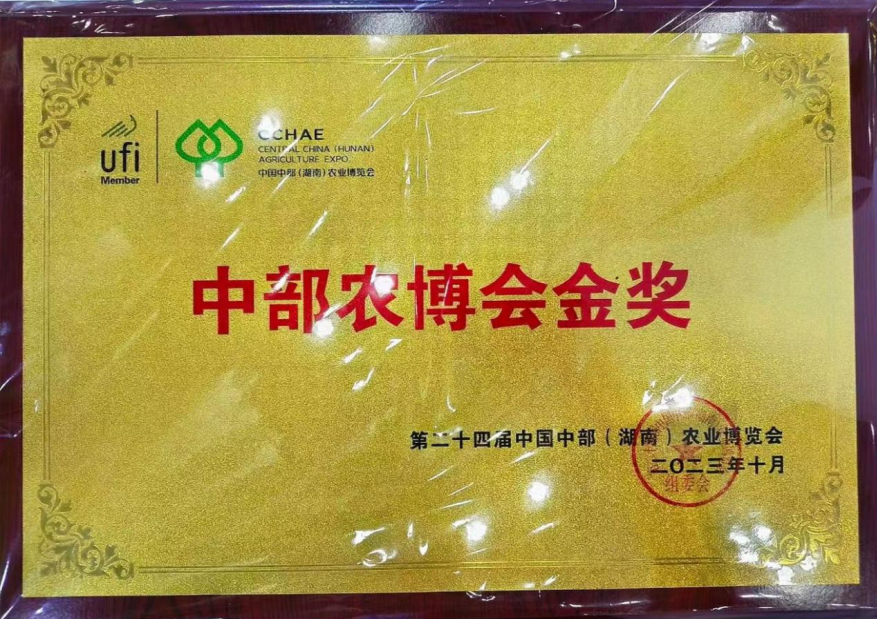 ufi
Member
CCHAE
CENTRAL CHINA (HUNAN)
AGRICULTURE EXPO
中国中部(湖南)农业博览会
中部农博会金奖
第二十四届中国中部(湖南)农业博览会
二〇二三年十月
组委会